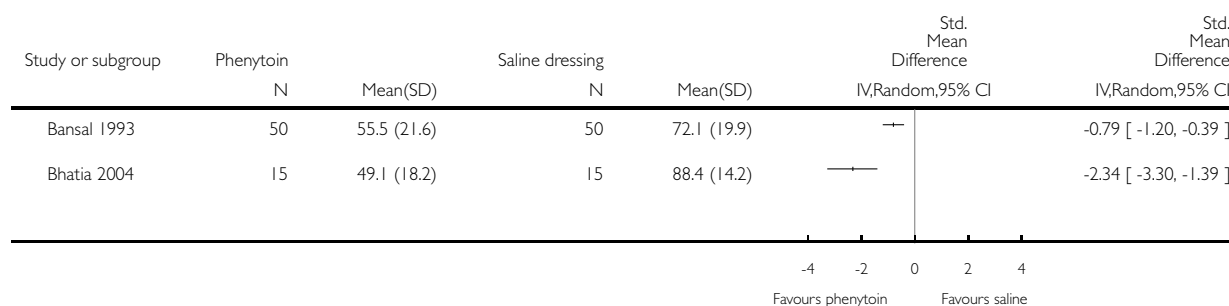 Std.
Mean
Difference
Std.
Mean
Difference
Study or subgroup Phenytoin Saline dressing
N Mean(SD) N Mean(SD) IV,Random,95% CI IV,Random,95% CI
Bansal 1993 50 55.5 (21.6) 50 72.1 (19.9) -0.79 [ -1.20, -0.39 ]
Bhatia 2004 15 49.1 (18.2) 15 88.4 (14.2) -2.34 [ -3.30, -1.39 ]
-4 -2 0 2 4
Favours phenytoin Favours saline